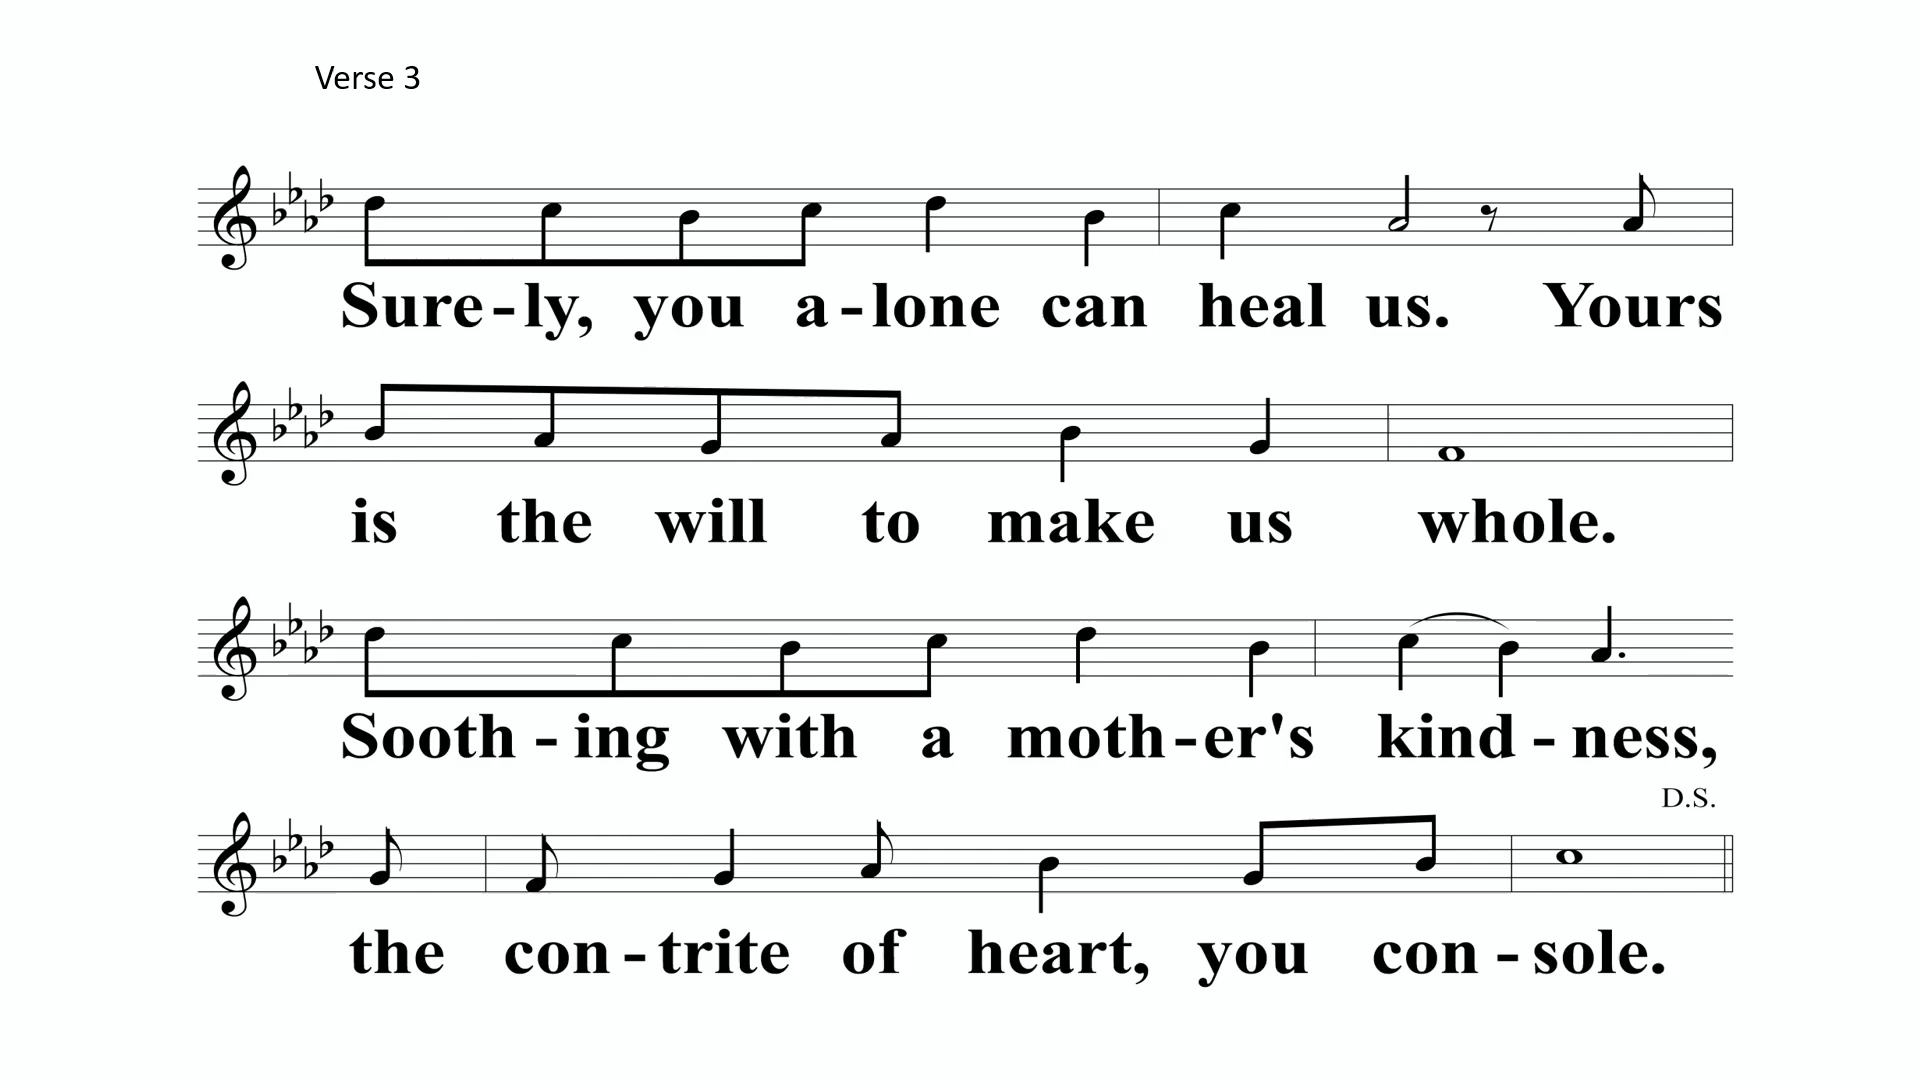 Verse 3
Sure-ly, you a-lone can heal us. Yours
is the will to make us whole.
Sooth-ing with a moth-er's kind-ness,
D.S.
the con-trite of heart, you con-sole.